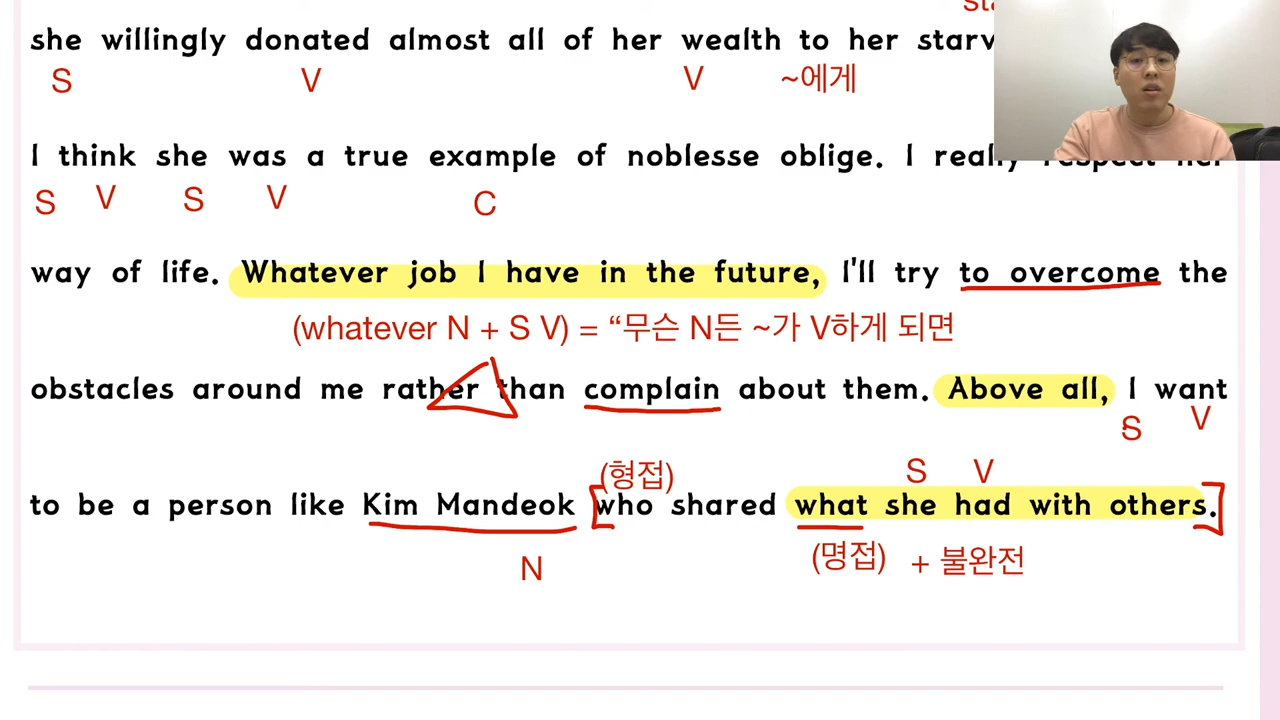 she willingly donated almost all of her wealth to her
S V V ~에게
I think she was a true example of noblesse oblige. I really respect her
S V S V C
way of life. Whatever job I have in the future, I'll try to overcome the
(whatever N + S V) = “무슨 N든 ~가 V하게 되면
obstacles around me rather than complain about them. Above all, I want
S V
(형접) S V
to be a person like Kim Mandeok who shared what she had with others.
N (명접) + 불완전